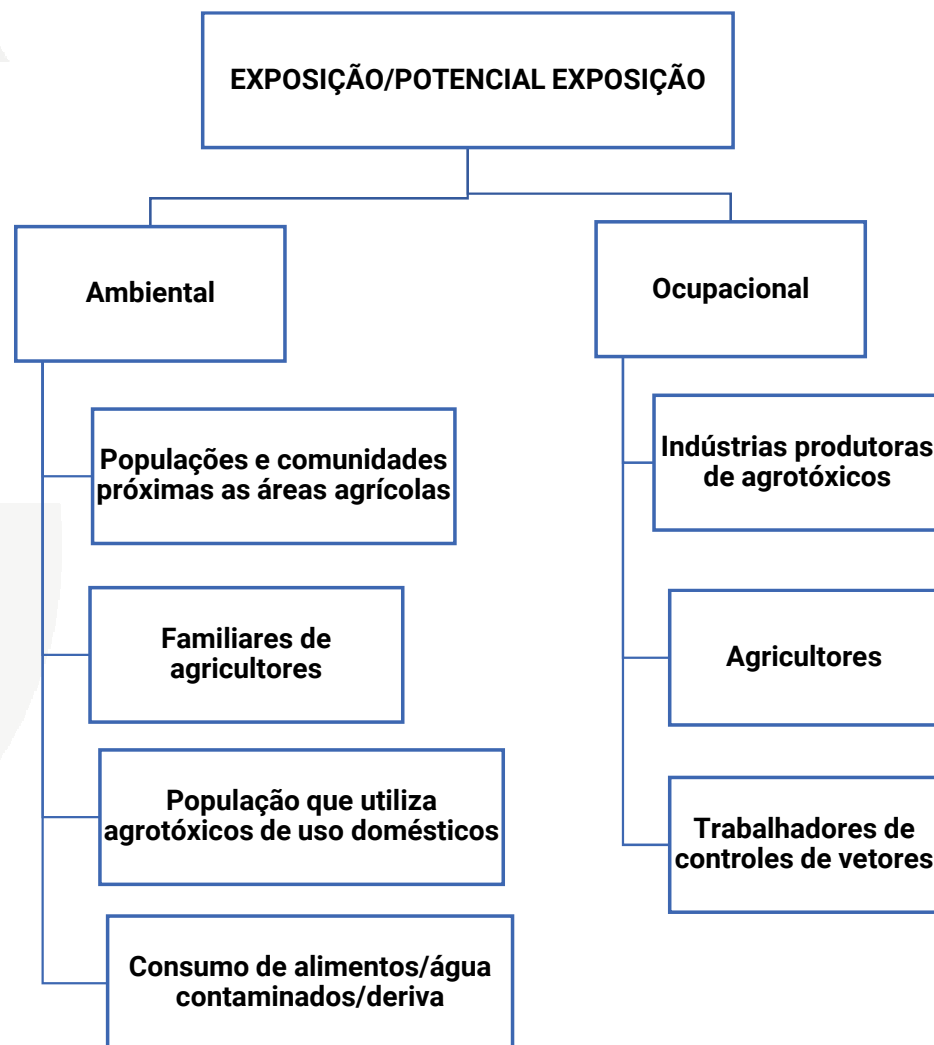 EXPOSIÇÃO/POTENCIAL EXPOSIÇÃO
Ambiental
Populações e comunidades
próximas as áreas agrícolas
Familiares de
agricultores
População que utiliza
agrotóxicos de uso domésticos
Consumo de alimentos/água
contaminados/deriva
Ocupacional
Indústrias produtoras
de agrotóxicos
Agricultores
Trabalhadores de
controles de vetores